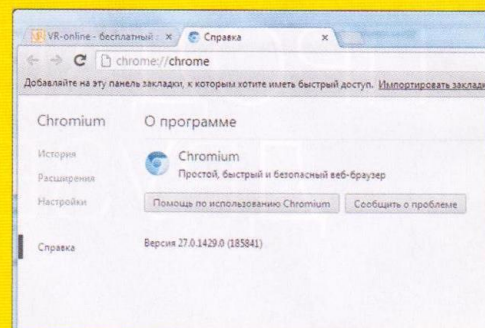 VR-online - бесплатный :
Справка
chrome://chrome
Добавляйте на эту панель закладки, к которым хотите иметь быстрый доступ. Импортировать закладк
Chromium
О программе
История
Расширения
Настройки
Справка
Chromium
Простой, быстрый и безопасный веб-браузер
Помощь по использованию Chromium
Сообщить о проблеме
Версия 27.0.1429.0 (185841)